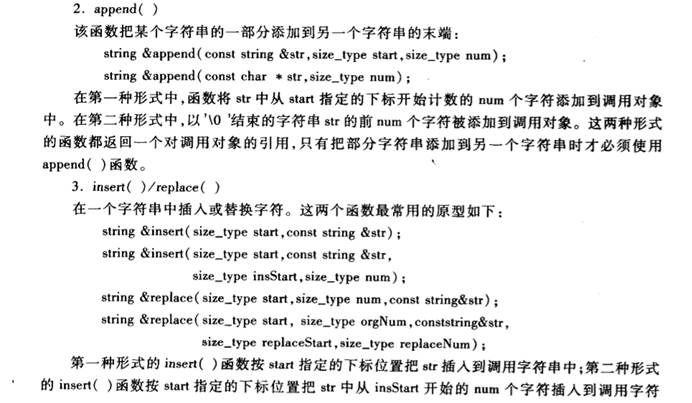 2. append( )
该函数把某个字符串的一部分添加到另一个字符串的末端:
string &append( const string &str,size_type start,size_type num) ;
string &append( const char * str,size_type num) ;
在第一种形式中,函数将 str 中从 start 指定的下标开始计数的 num 个字符添加到调用对象
中。在第二种形式中,以 '\0 '结束的字符串 str 的前 num 个字符被添加到调用对象。这两种形式
的函数都返回一个对调用对象的引用,只有把部分字符串添加到另一个字符串时才必须使用
append( )函数。
3. insert( )/replace( )
在一个字符串中插入或替换字符。这两个函数最常用的原型如下:
string &insert( size_type start,const string &str) ;
string &insert( size_type start,const string &str,
size_type insStart,size_type num) ;
string &replace( size_type start,size_type num,const string&str) ;
string &replace( size_type start, size_type orgNum,conststring&str,
size_type replaceStart,size_type replaceNum) ;
第一种形式的 insert( )函数按 start 指定的下标位置把 str 插入到调用字符串中;第二种形式
的 insert( )函数按 start 指定的下标位置把 str 中从 insStart 开始的 num 个字符插入到调用字符